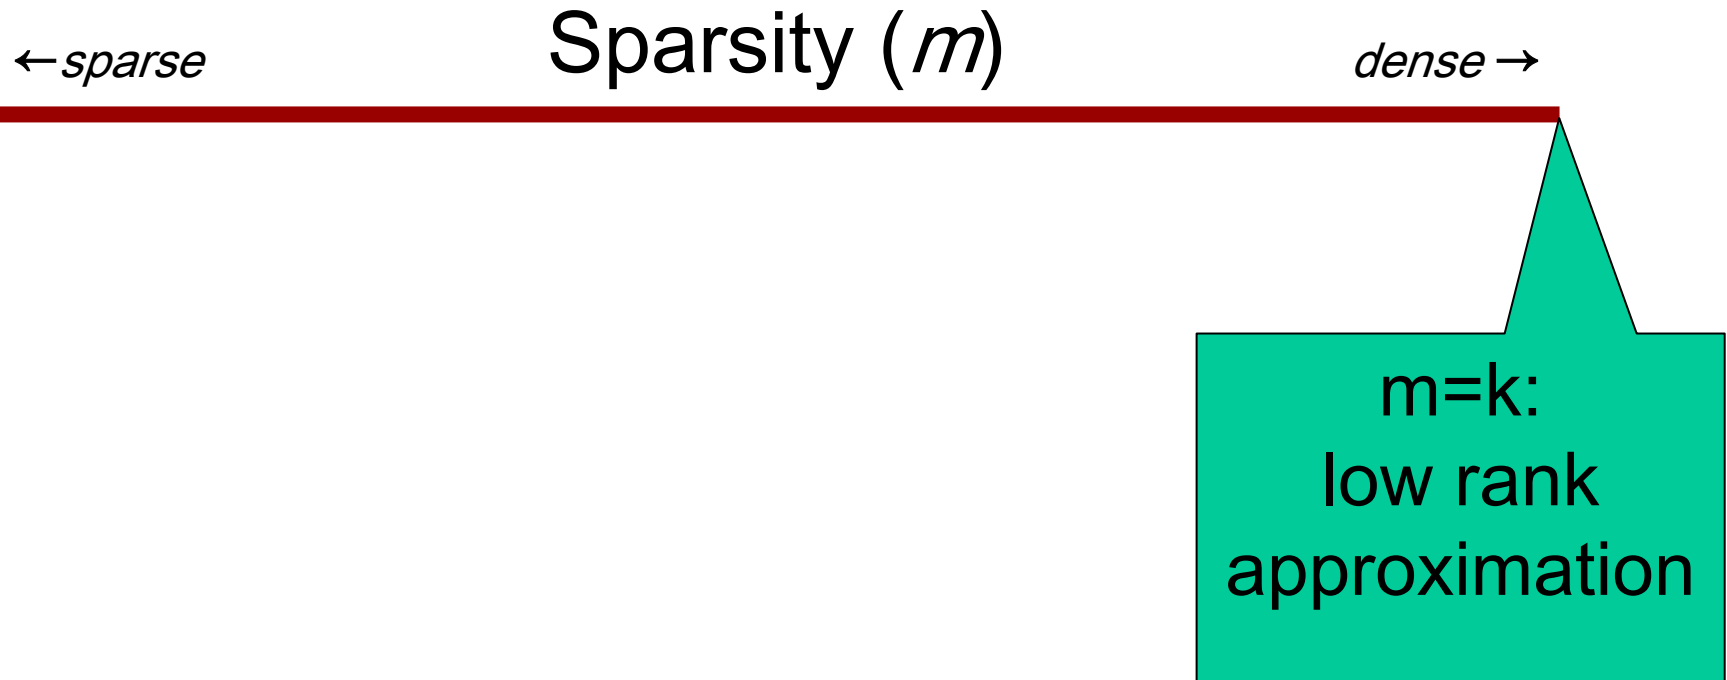 ←sparse Sparsity (m) dense→
m=k:
low rank
approximation